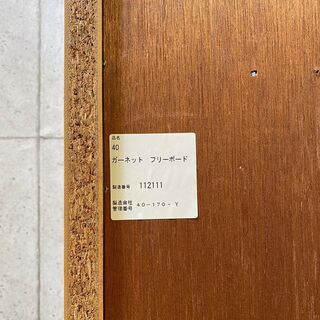 品名
40
ガーネット フリーボード
製造番号 112111
製造会社
管理番号 40-170-Y